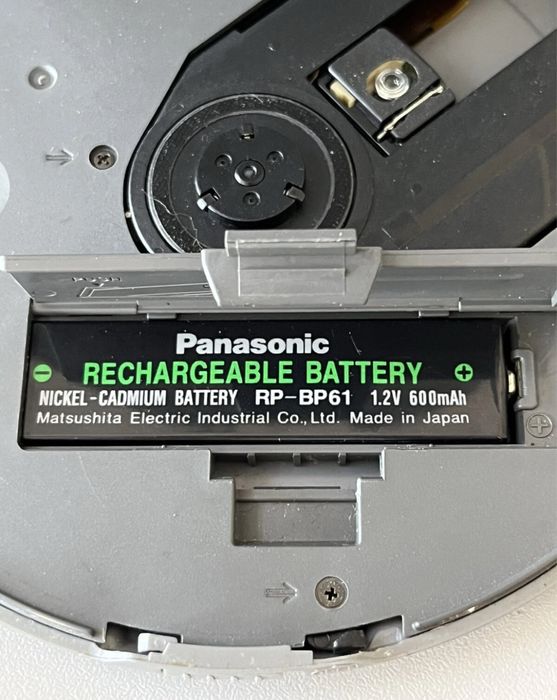 PUSH
Panasonic
⊖ RECHARGEABLE BATTERY ⊕
NICKEL-CADMIUM BATTERY RP-BP61 1.2V 600mAh
Matsushita Electric Industrial Co.,Ltd. Made in Japan